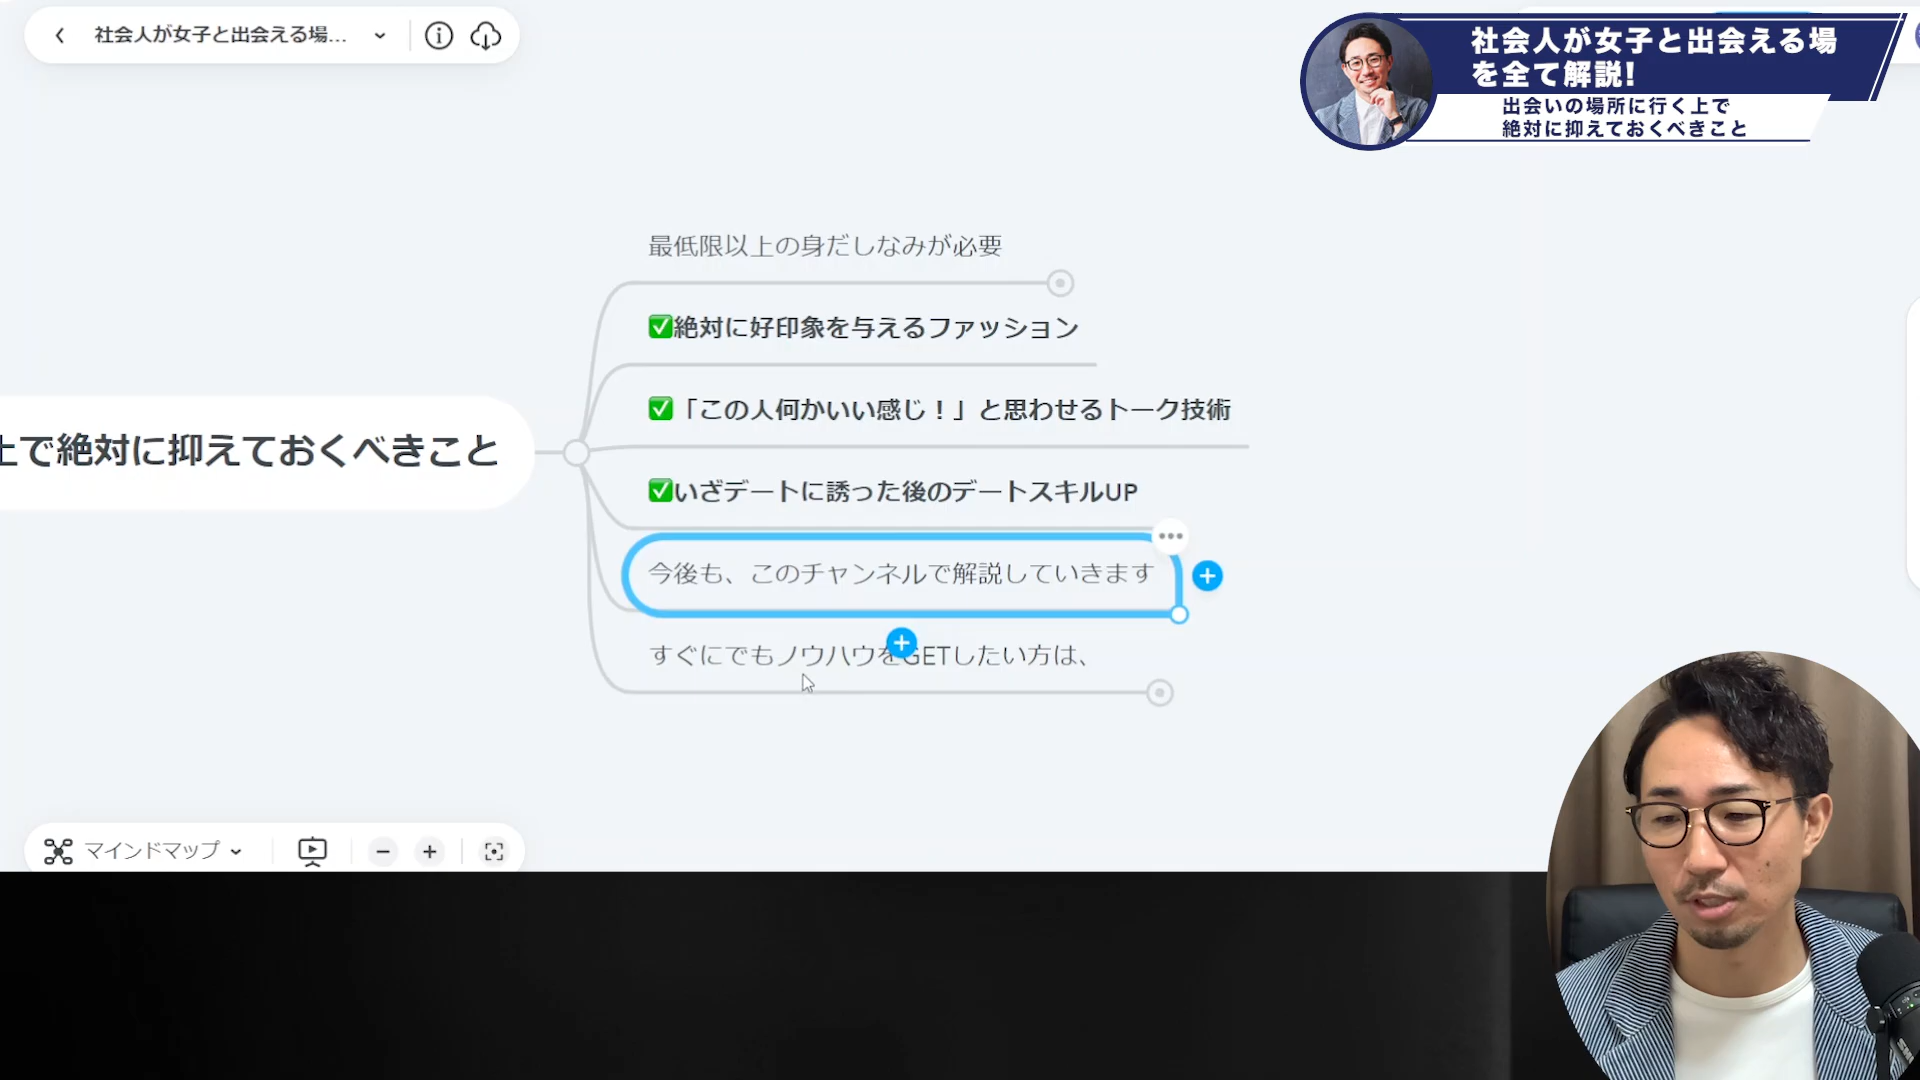 社会人が女子と出会える場...
社会人が女子と出会える場
を全て解説!
出会いの場所に行く上で
絶対に抑えておくべきこと
最低限以上の身だしなみが必要
✅絶対に好印象を与えるファッション
✅「この人何かいい感じ！」と思わせるトーク技術
上で絶対に抑えておくべきこと
✅いざデートに誘った後のデートスキルUP
今後も、このチャンネルで解説していきます
すぐにでもノウハウをGETしたい方は、
マインドマップ